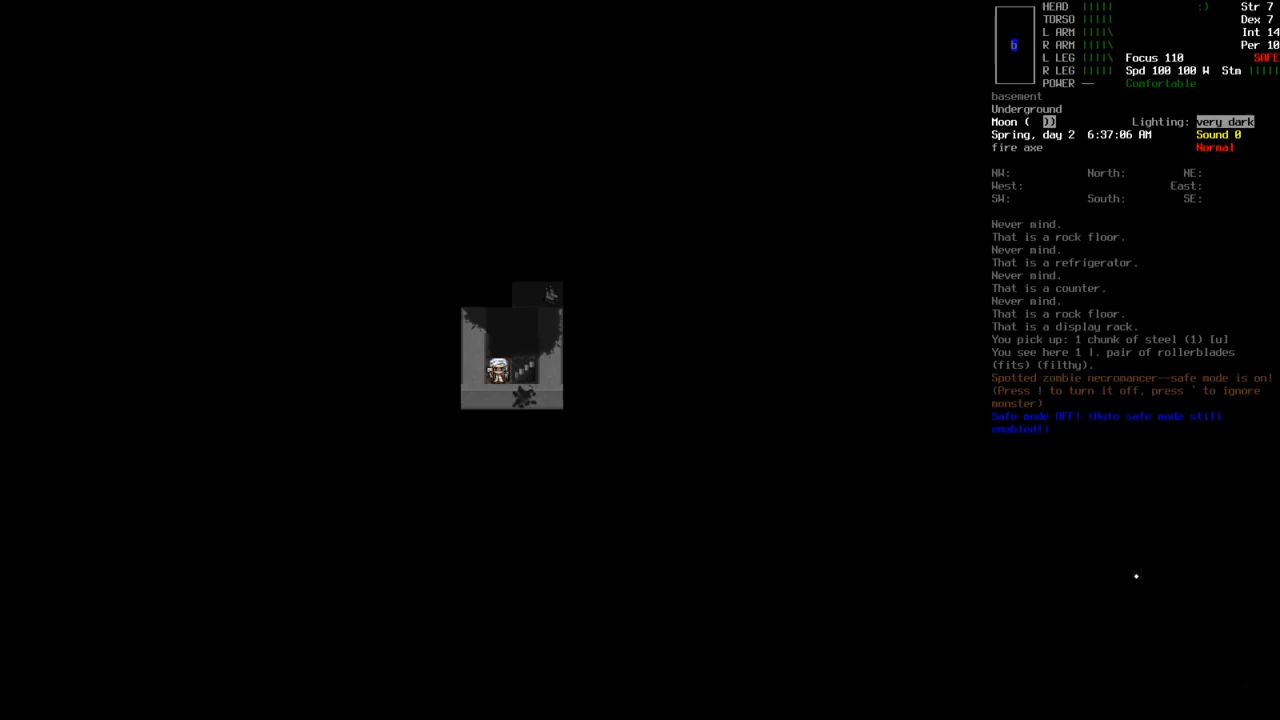 HEAD ||||| :) Str 7
TORSO ||||| Dex 7
L ARM ||||\ Int 14
R ARM ||||\ Per 10
L LEG ||||\ Focus 110 SAFE
R LEG ||||| Spd 100 100 W Stm |||||
POWER — Comfortable
b
basement
Underground
Moon ( )) Lighting: very dark
Spring, day 2 6:37:06 AM Sound 0
fire axe Normal
NW: North: NE:
West: East:
SW: South: SE:
Never mind.
That is a rock floor.
Never mind.
That is a refrigerator.
Never mind.
That is a counter.
Never mind.
That is a rock floor.
That is a display rack.
You pick up: 1 chunk of steel (1) [u]
You see here 1 |. pair of rollerblades
(fits) (filthy).
Spotted zombie necromancer--safe mode is on!
(Press ! to turn it off, press ` to ignore
monster)
Safe mode OFF! (Auto safe mode still
enabled!)